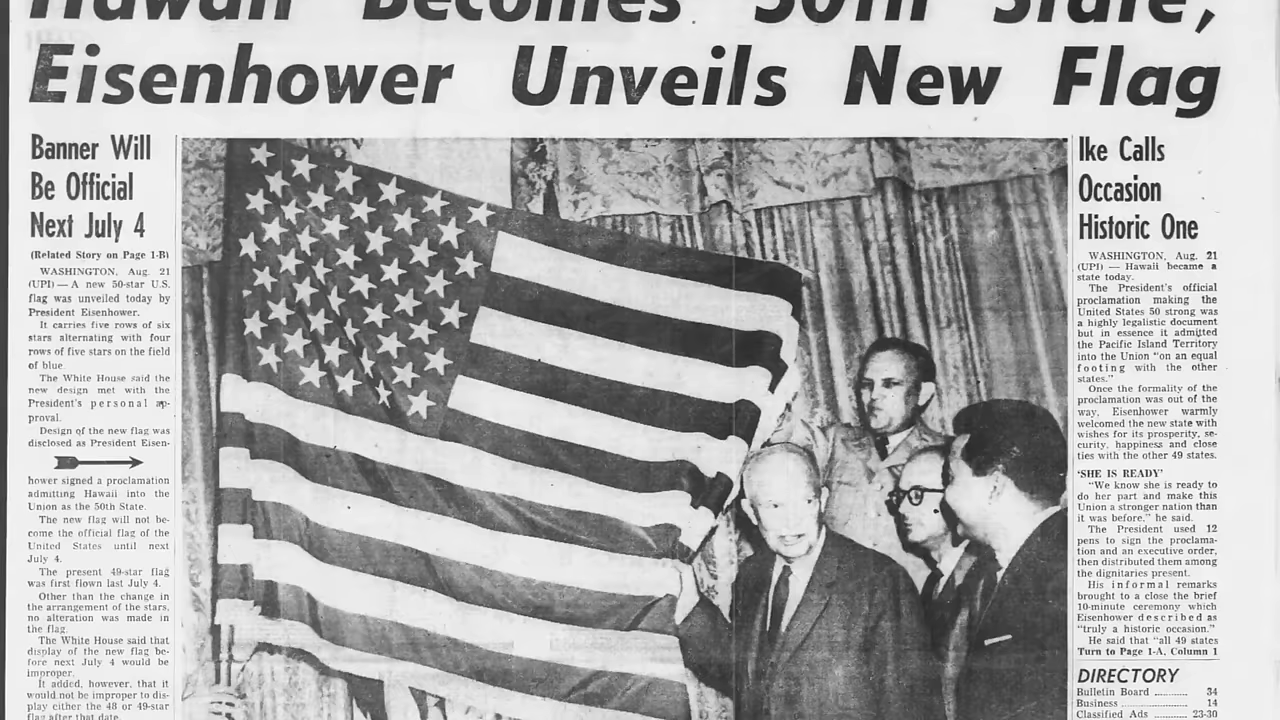 Hawaii Becomes 50th State,
Eisenhower Unveils New Flag
Banner Will
Be Official
Next July 4
(Related Story on Page 1-B)
WASHINGTON, Aug. 21
(UPI) — A new 50-star U.S.
flag was unveiled today by
President Eisenhower.
It carries five rows of six
stars alternating with four
rows of five stars on the field
of blue.
The White House said the
new design met with the
President's personal ap-
proval.
Design of the new flag was
disclosed as President Eisen-
hower signed a proclamation
admitting Hawaii into the
Union as the 50th State.
The new flag will not be-
come the official flag of the
United States until next
July 4.
The present 49-star flag
was first flown last July 4.
Other than the change in
the arrangement of the stars,
no alteration was made in
the flag.
The White House said that
display of the new flag be-
fore next July 4 would be
improper.
It added, however, that it
would not be improper to dis-
play either the 48 or 49-star
flag after that date.
Ike Calls
Occasion
Historic One
WASHINGTON, Aug. 21
(UPI) — Hawaii became a
state today.
The President's official
proclamation making the
United States 50 strong was
a highly legalistic document
but in essence it admitted
the Pacific Island Territory
into the Union "on an equal
footing with the other
states."
Once the formality of the
proclamation was out of the
way, Eisenhower warmly
welcomed the new state with
wishes for its prosperity, se-
curity, happiness and close
ties with the other 49 states.
'SHE IS READY'
"We know she is ready to
do her part and make this
Union a stronger nation than
it was before," he said.
The President used 12
pens to sign the proclama-
tion and an executive order,
then distributed them among
the dignitaries present.
His informal remarks
brought to a close the brief
10-minute ceremony which
Eisenhower described as
"truly a historic occasion."
He said that "all 49 states
Turn to Page 1-A, Column 1
DIRECTORY
Bulletin Board ........... 34
Business ........... 14
Classified Ads ........... 23-30